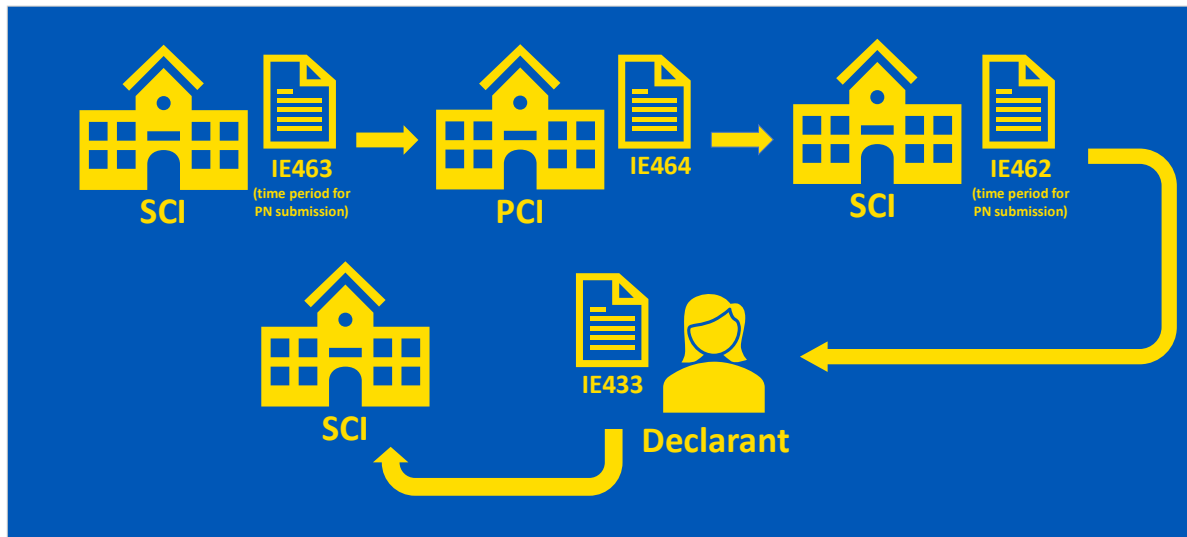 IE463
(time period for
PN submission)
SCI
IE464
PCI
IE462
(time period for
PN submission)
SCI
IE433
Declarant
SCI